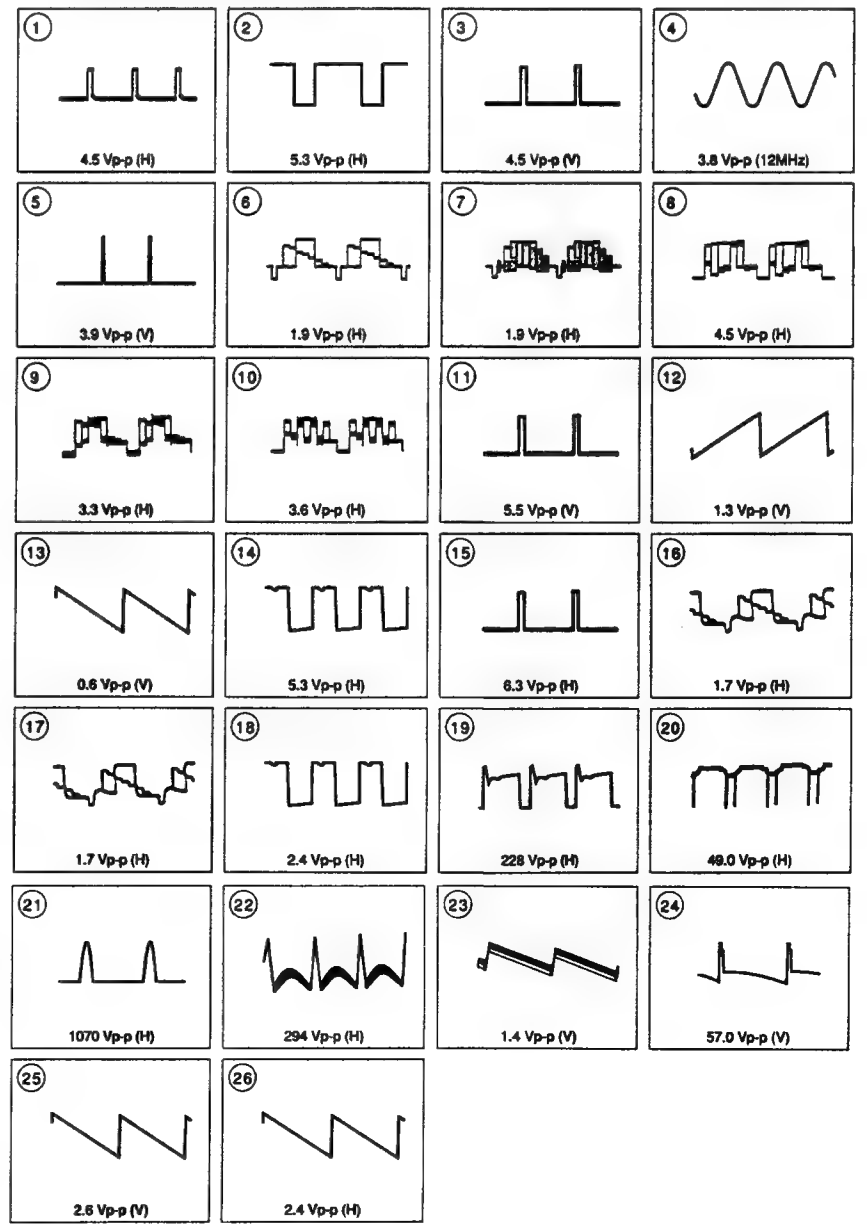 1
2
3
4
4.5 Vp-p (H)
5.3 Vp-p (H)
4.5 Vp-p (V)
3.8 Vp-p (12MHz)
5
6
7
8
3.9 Vp-p (V)
1.9 Vp-p (H)
1.9 Vp-p (H)
4.5 Vp-p (H)
9
10
11
12
3.3 Vp-p (H)
3.6 Vp-p (H)
5.5 Vp-p (V)
1.3 Vp-p (V)
13
14
15
16
0.6 Vp-p (V)
5.3 Vp-p (H)
6.3 Vp-p (H)
1.7 Vp-p (H)
17
18
19
20
1.7 Vp-p (H)
2.4 Vp-p (H)
228 Vp-p (H)
49.0 Vp-p (H)
21
22
23
24
1070 Vp-p (H)
294 Vp-p (H)
1.4 Vp-p (V)
57.0 Vp-p (V)
25
26
2.6 Vp-p (V)
2.4 Vp-p (H)